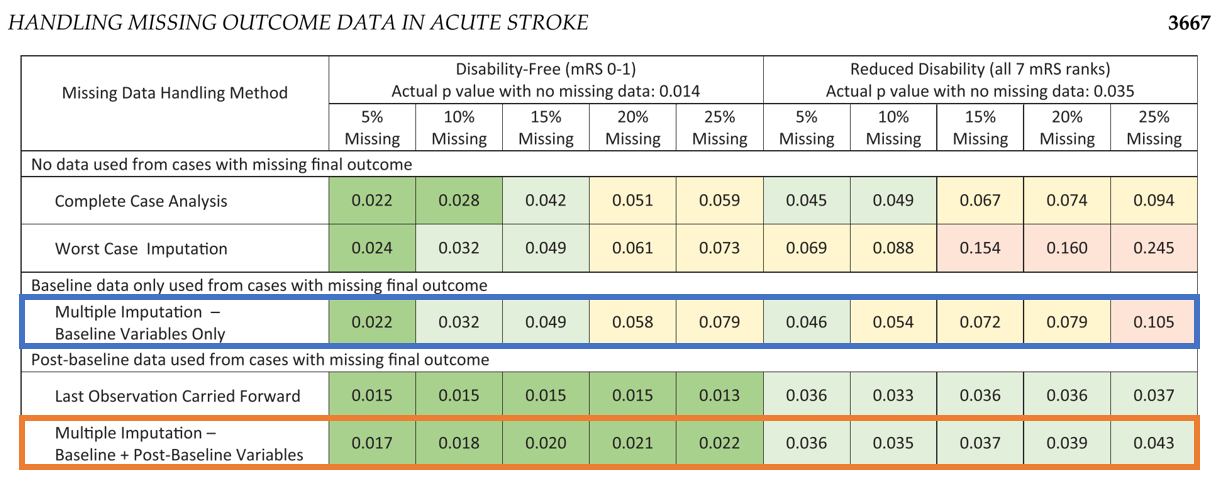 HANDLING MISSING OUTCOME DATA IN ACUTE STROKE 3667
Missing Data Handling Method
Disability-Free (mRS 0-1)
Actual p value with no missing data: 0.014
Reduced Disability (all 7 mRS ranks)
Actual p value with no missing data: 0.035
5% 10% 15% 20% 25% 5% 10% 15% 20% 25%
Missing Missing Missing Missing Missing Missing Missing Missing Missing Missing
No data used from cases with missing final outcome
Complete Case Analysis 0.022 0.028 0.042 0.051 0.059 0.045 0.049 0.067 0.074 0.094
Worst Case Imputation 0.024 0.032 0.049 0.061 0.073 0.069 0.088 0.154 0.160 0.245
Baseline data only used from cases with missing final outcome
Multiple Imputation –
Baseline Variables Only 0.022 0.032 0.049 0.058 0.079 0.046 0.054 0.072 0.079 0.105
Post-baseline data used from cases with missing final outcome
Last Observation Carried Forward 0.015 0.015 0.015 0.015 0.013 0.036 0.033 0.036 0.036 0.037
Multiple Imputation –
Baseline + Post-Baseline Variables 0.017 0.018 0.020 0.021 0.022 0.036 0.035 0.037 0.039 0.043